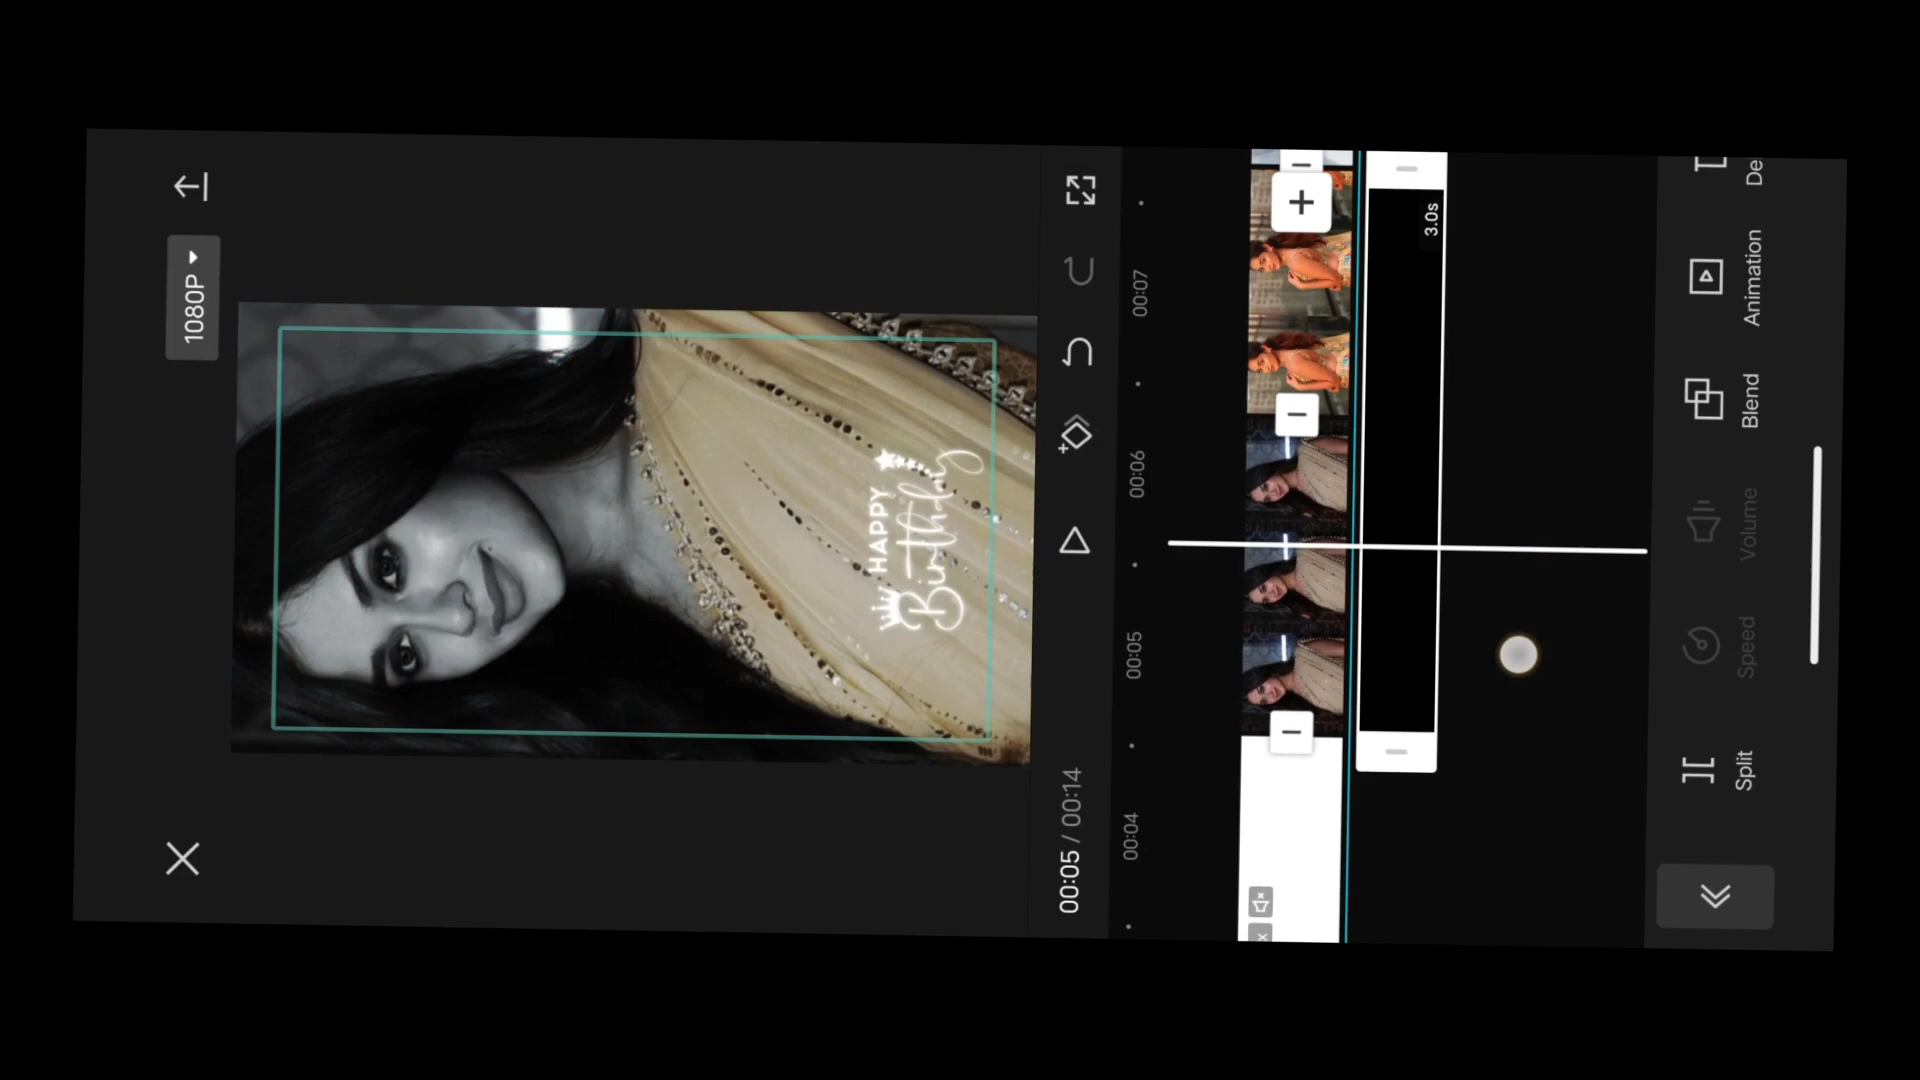 1080P
HAPPY
Birthday
00:05 / 00:14
00:04
00:05
00:06
00:07
3.0s
Split
Speed
Volume
Blend
Animation
De